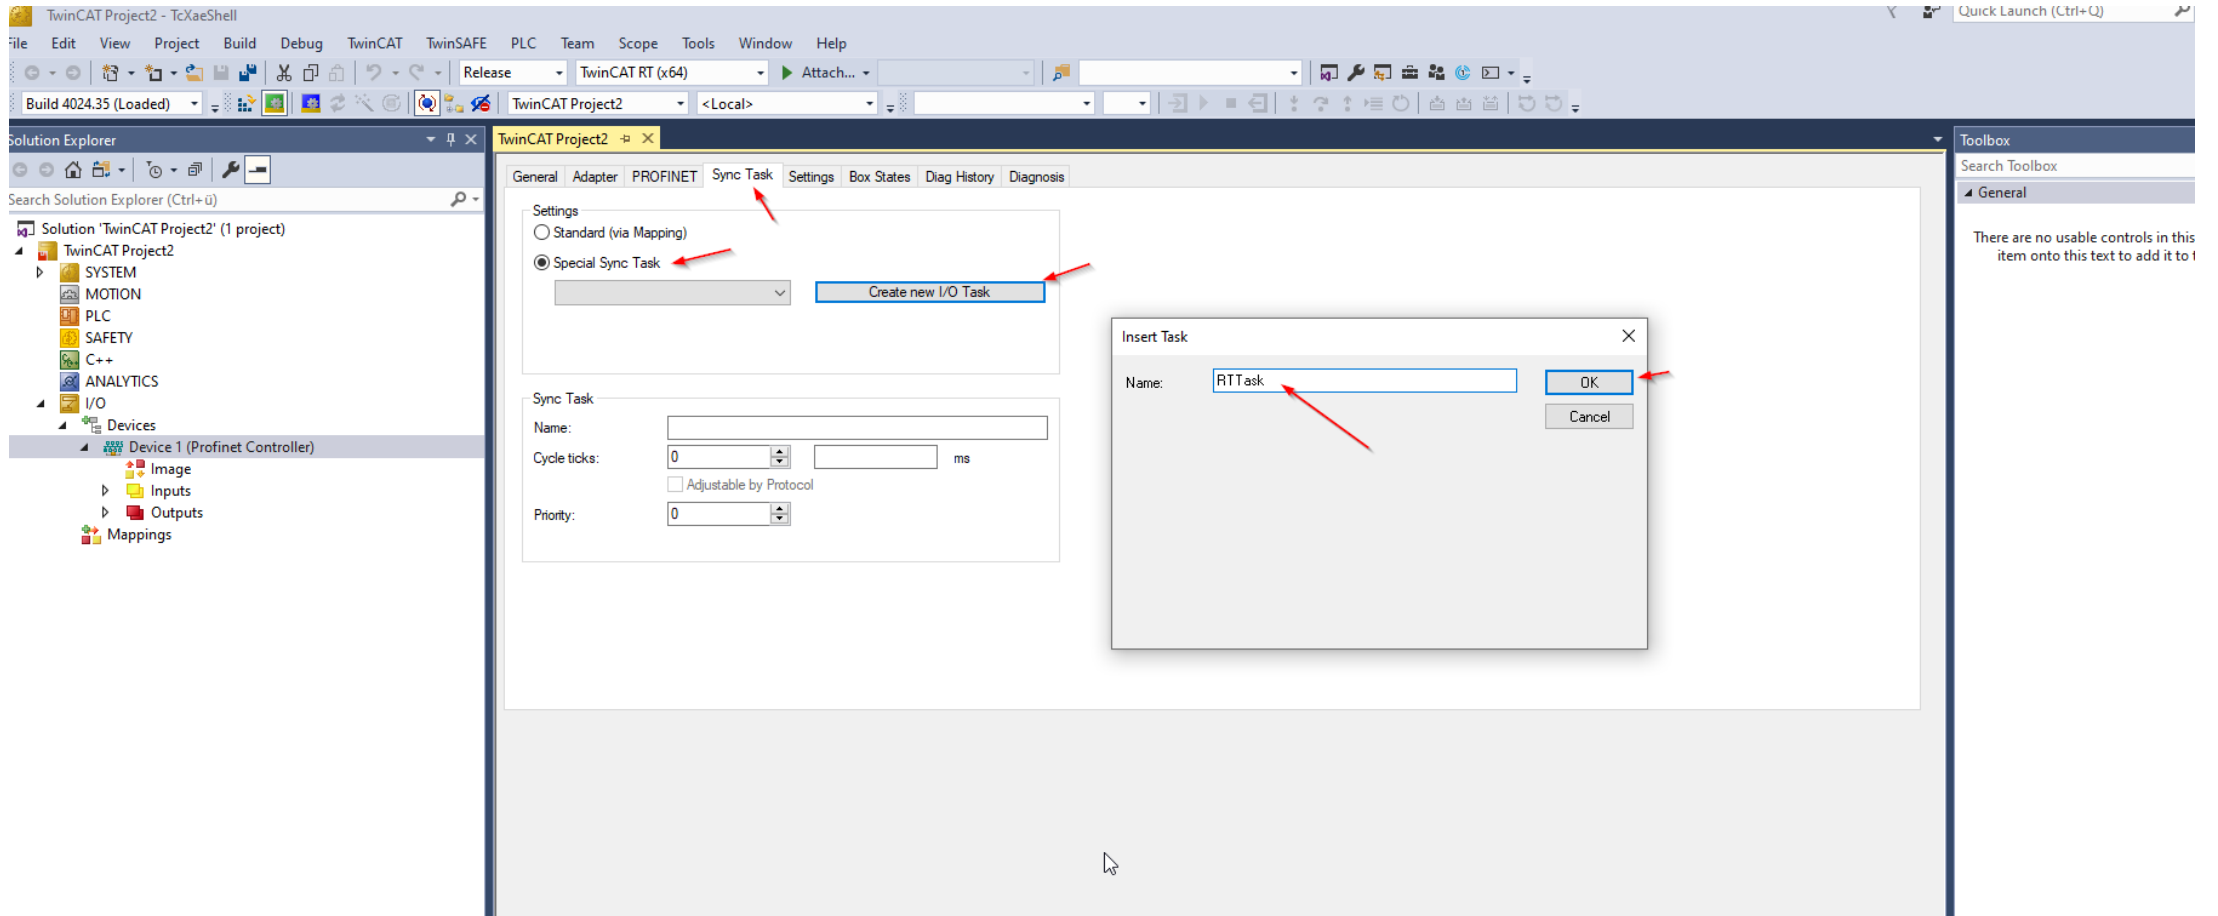 TwinCAT Project2 - TcXaeShell
Quick Launch (Ctrl+Q)
File Edit View Project Build Debug TwinCAT TwinSAFE PLC Team Scope Tools Window Help
Release TwinCAT RT (x64) Attach...
Build 4024.35 (Loaded) TwinCAT Project2 <Local>
Solution Explorer
Search Solution Explorer (Ctrl+ü)
Solution 'TwinCAT Project2' (1 project)
TwinCAT Project2
SYSTEM
MOTION
PLC
SAFETY
C++
ANALYTICS
I/O
Devices
Device 1 (Profinet Controller)
Image
Inputs
Outputs
Mappings
TwinCAT Project2
General Adapter PROFINET Sync Task Settings Box States Diag History Diagnosis
Settings
Standard (via Mapping)
Special Sync Task
Create new I/O Task
Sync Task
Name:
Cycle ticks: 0 ms
Adjustable by Protocol
Priority: 0
Insert Task
Name: RTTask OK
Cancel
Toolbox
Search Toolbox
General
There are no usable controls in this
item onto this text to add it to